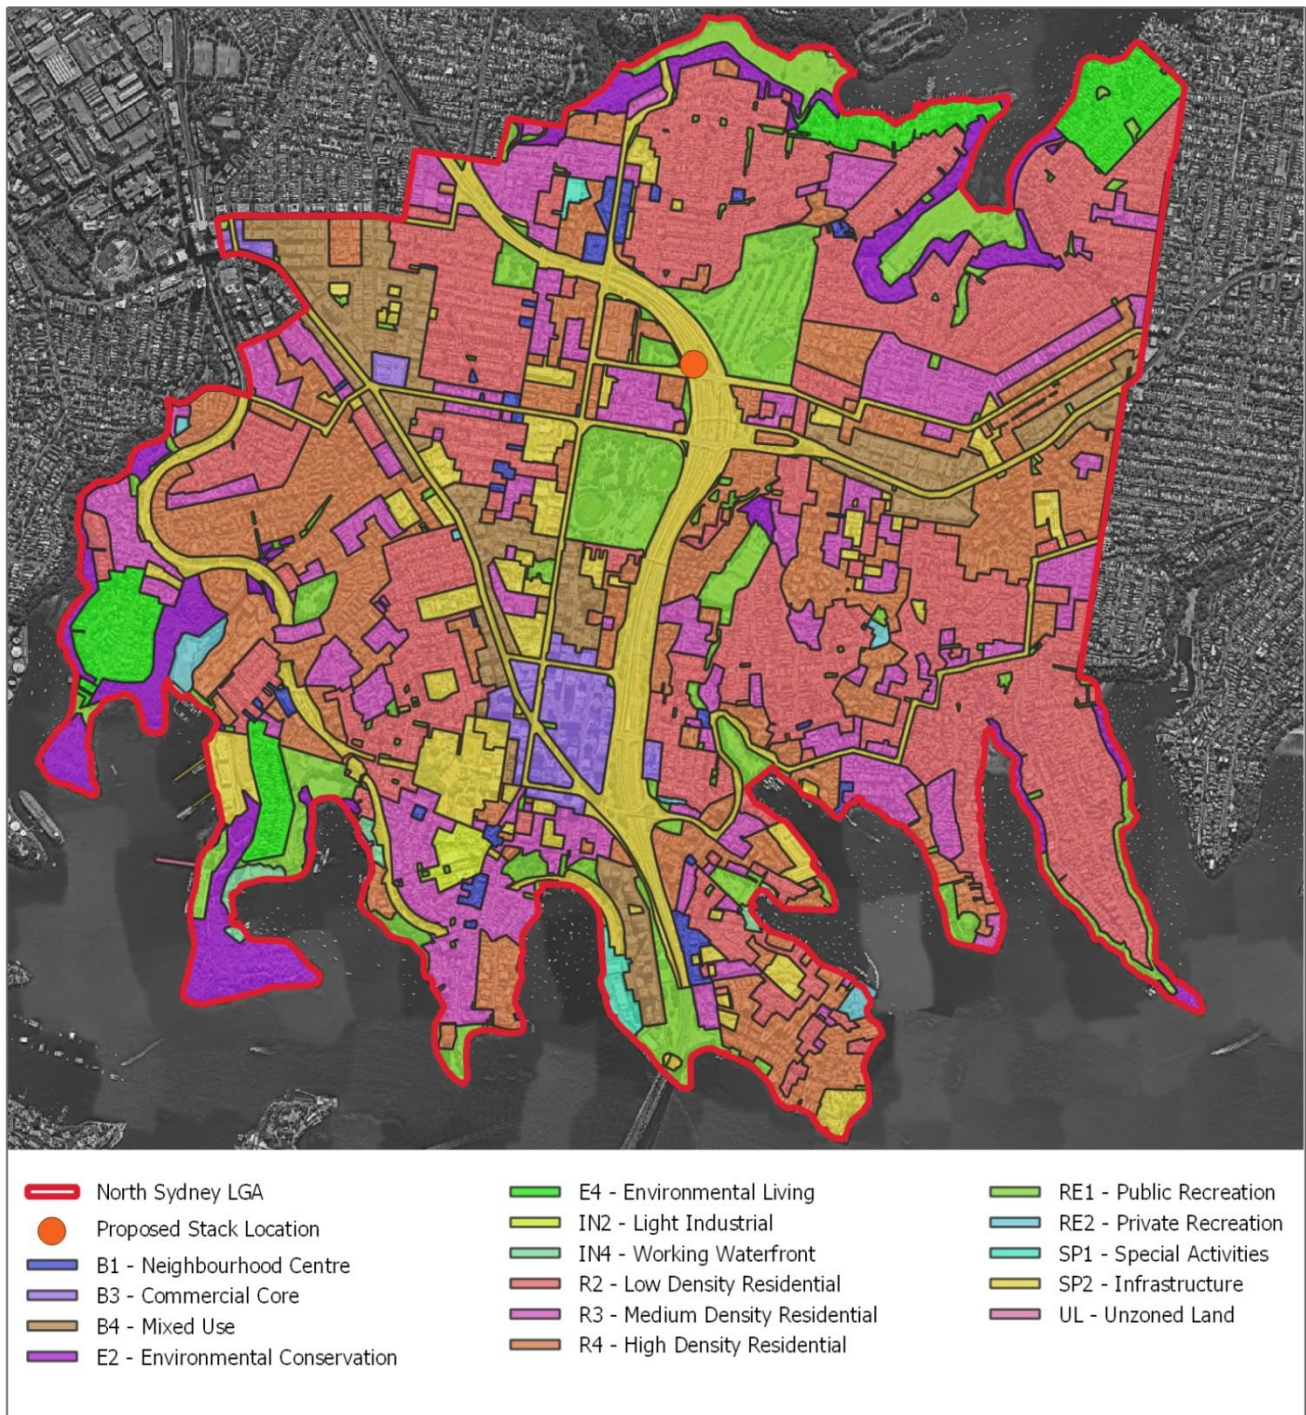 North Sydney LGA
Proposed Stack Location
B1 - Neighbourhood Centre
B3 - Commercial Core
B4 - Mixed Use
E2 - Environmental Conservation
E4 - Environmental Living
IN2 - Light Industrial
IN4 - Working Waterfront
R2 - Low Density Residential
R3 - Medium Density Residential
R4 - High Density Residential
RE1 - Public Recreation
RE2 - Private Recreation
SP1 - Special Activities
SP2 - Infrastructure
UL - Unzoned Land